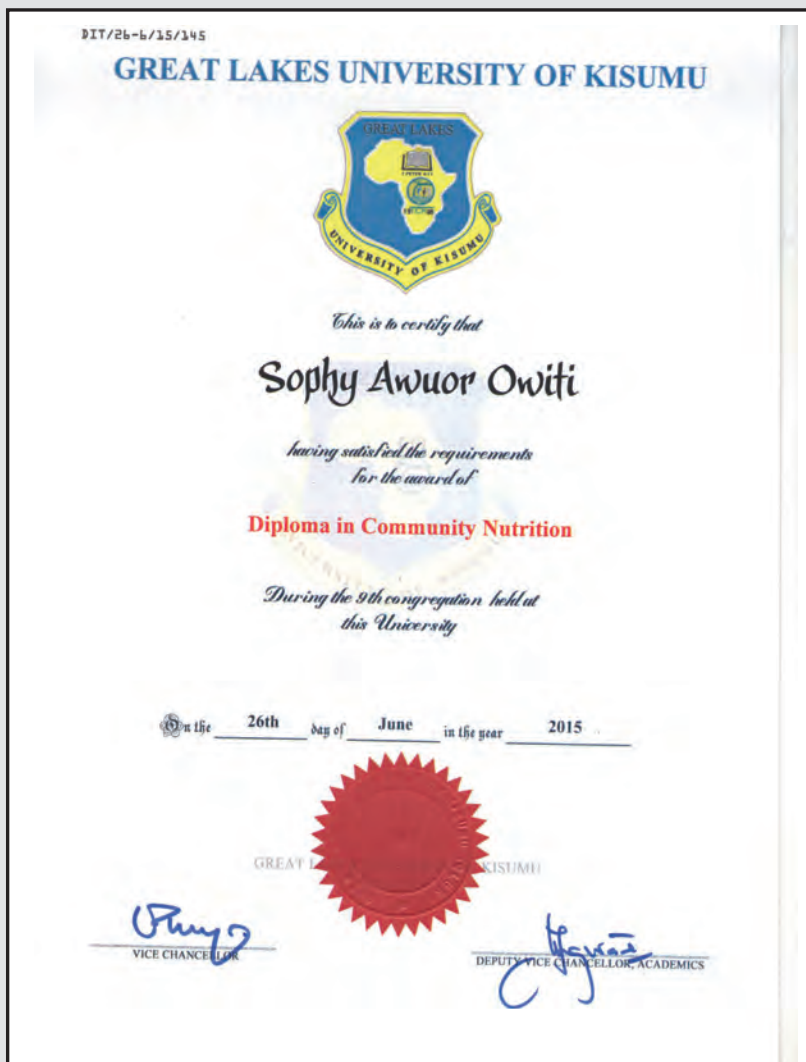 DIT/26-6/15/145
GREAT LAKES UNIVERSITY OF KISUMU
GREAT LAKES
UNIVERSITY OF KISUMU
This is to certify that
Sophy Awuor Owiti
having satisfied the requirements
for the award of
Diploma in Community Nutrition
During the 9th congregation held at
this University
On the 26th day of June in the year 2015
GREAT KISUMU
VICE CHANCELLOR
DEPUTY VICE CHANCELLOR, ACADEMICS